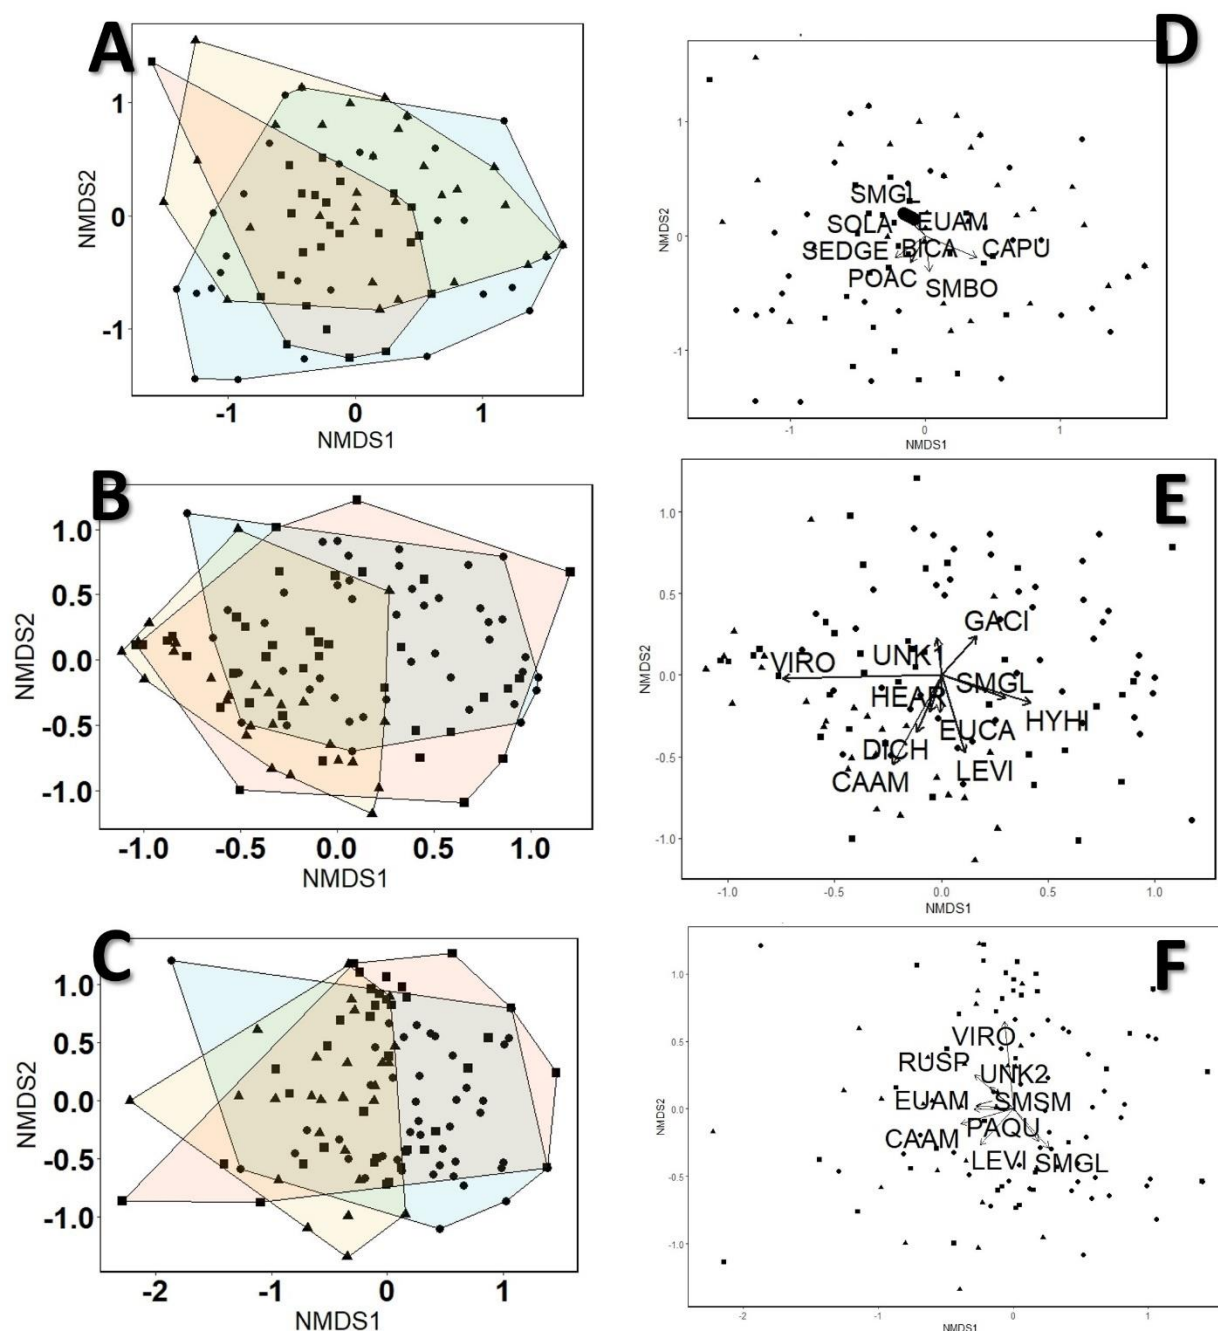 A
1
0
-1
NMDS2
-1
0
1
NMDS1
D
1
0
-1
NMDS2
SMGL
SOLA
EUAM
SEDGE
BICA
CAPU
POAC
SMBO
-1
0
1
NMDS1
B
1.0
0.5
0.0
-0.5
-1.0
NMDS2
-1.0
-0.5
0.0
0.5
1.0
NMDS1
E
1.0
0.5
0.0
-0.5
-1.0
NMDS2
GACI
UNK1
VIRO
SMGL
HEAR
HYHI
EUCA
DICH
LEVI
CAAM
-1.0
-0.5
0.0
0.5
1.0
NMDS1
C
1.0
0.5
0.0
-0.5
-1.0
NMDS2
-2
-1
0
1
NMDS1
F
1.0
0.5
0.0
-0.5
-1.0
NMDS2
VIRO
RUSP
UNK2
EUAM
SMSM
PAQU
CAAM
LEVI
SMGL
-2
-1
0
1
NMDS1